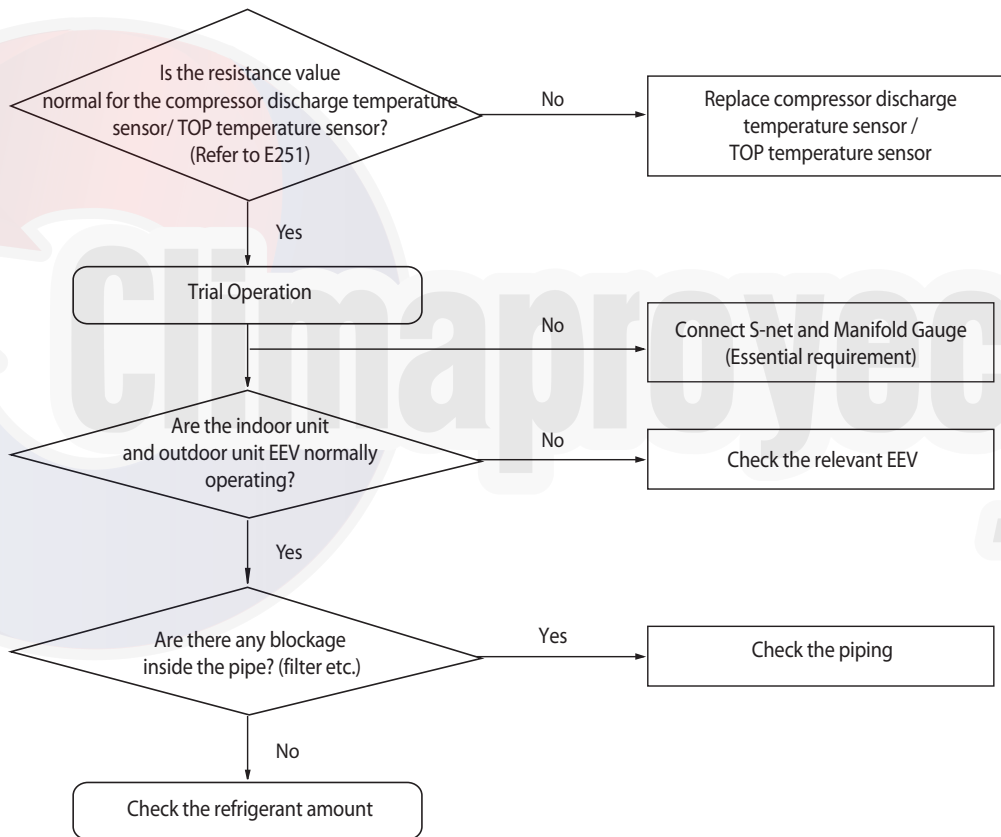 Is the resistance value
normal for the compressor discharge temperature
sensor/ TOP temperature sensor?
(Refer to E251)
No
Replace compressor discharge
temperature sensor /
TOP temperature sensor
Yes
Trial Operation
No
Connect S-net and Manifold Gauge
(Essential requirement)
Are the indoor unit
and outdoor unit EEV normally
operating?
No
Check the relevant EEV
Yes
Are there any blockage
inside the pipe? (filter etc.)
Yes
Check the piping
No
Check the refrigerant amount
Climaproyec